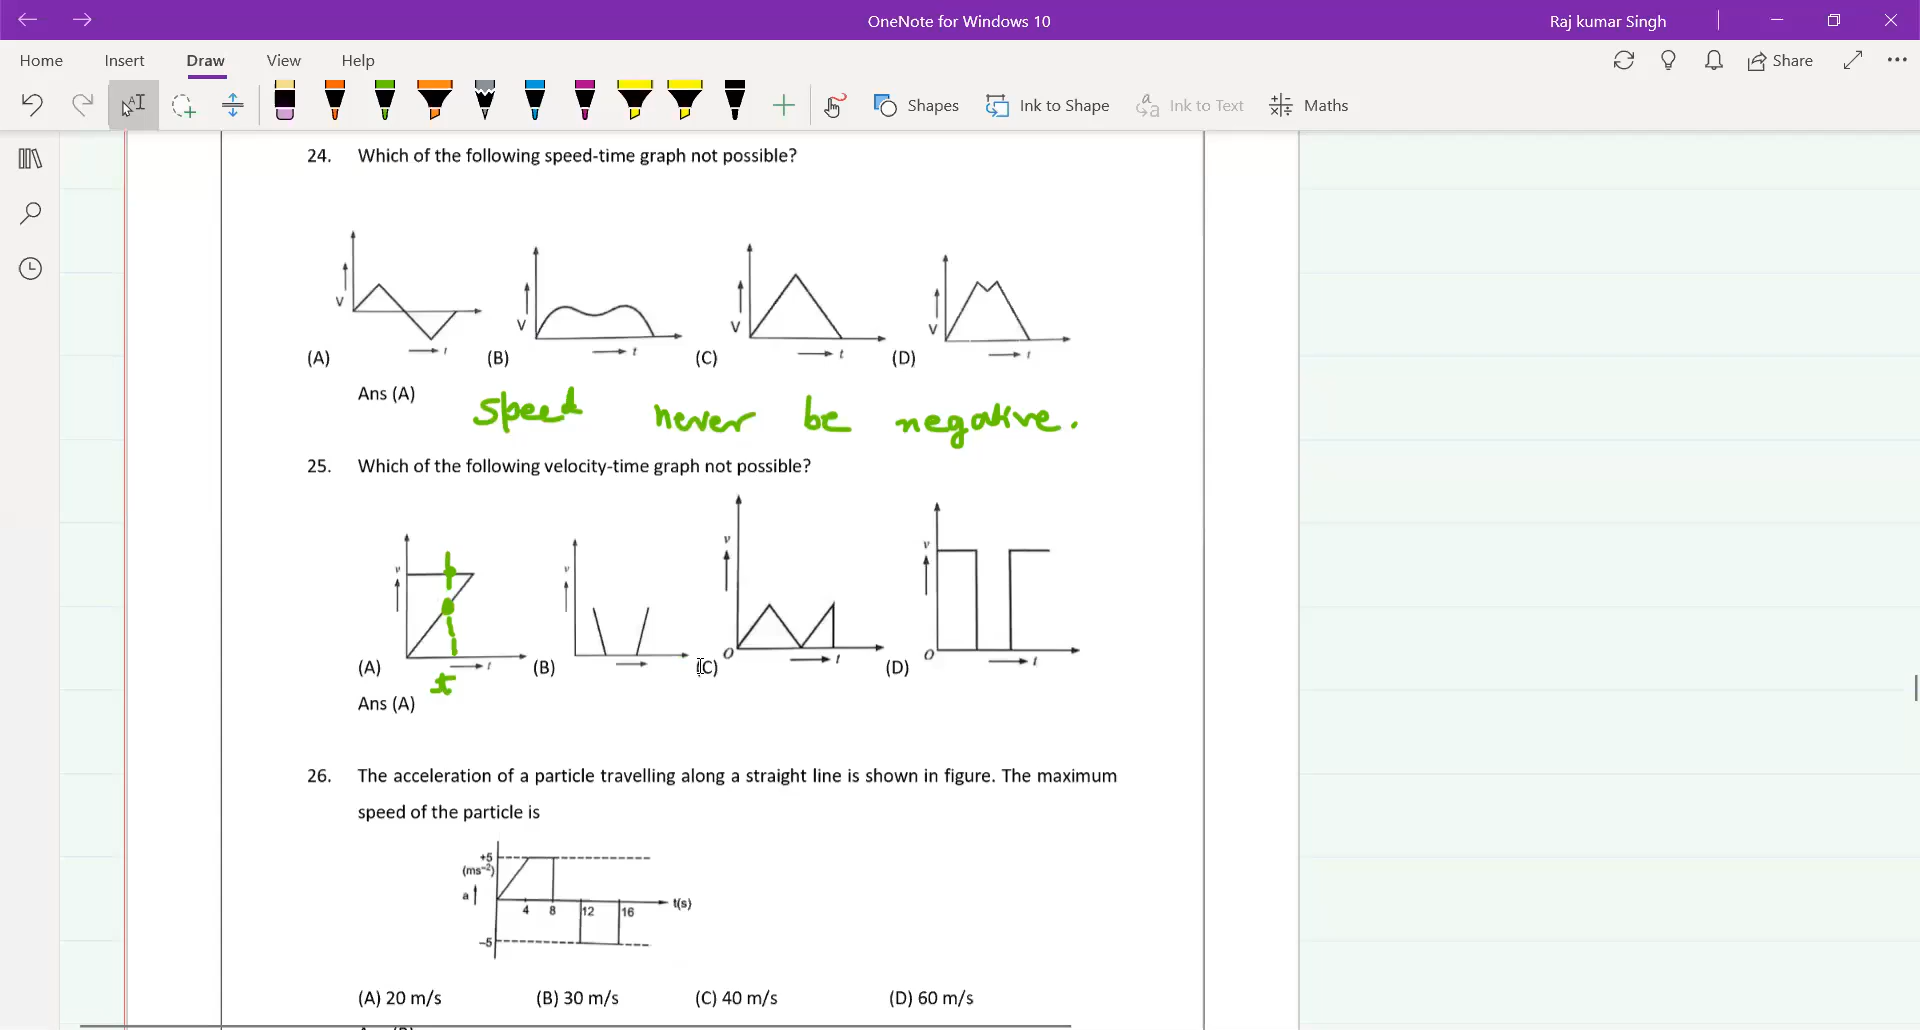 OneNote for Windows 10
Raj kumar Singh
Home Insert Draw View Help
Share
Shapes Ink to Shape Ink to Text Maths
24. Which of the following speed-time graph not possible?
V V V V
t t t t
(A) (B) (C) (D)
Ans (A)
speed never be negative.
25. Which of the following velocity-time graph not possible?
v v v v
O O
t t t
(A) (B) (C) (D)
t
Ans (A)
26. The acceleration of a particle travelling along a straight line is shown in figure. The maximum
speed of the particle is
+5
(ms⁻²)
a
t(s)
4 8 12 16
-5
(A) 20 m/s (B) 30 m/s (C) 40 m/s (D) 60 m/s